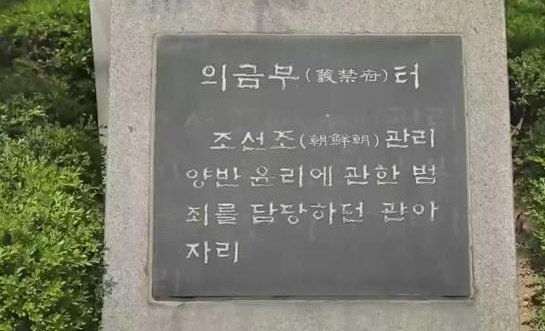 의금부(義禁府)터
조선조(朝鮮朝)관리
양반 윤리에 관한 범
죄를 담당하던 관아
자리